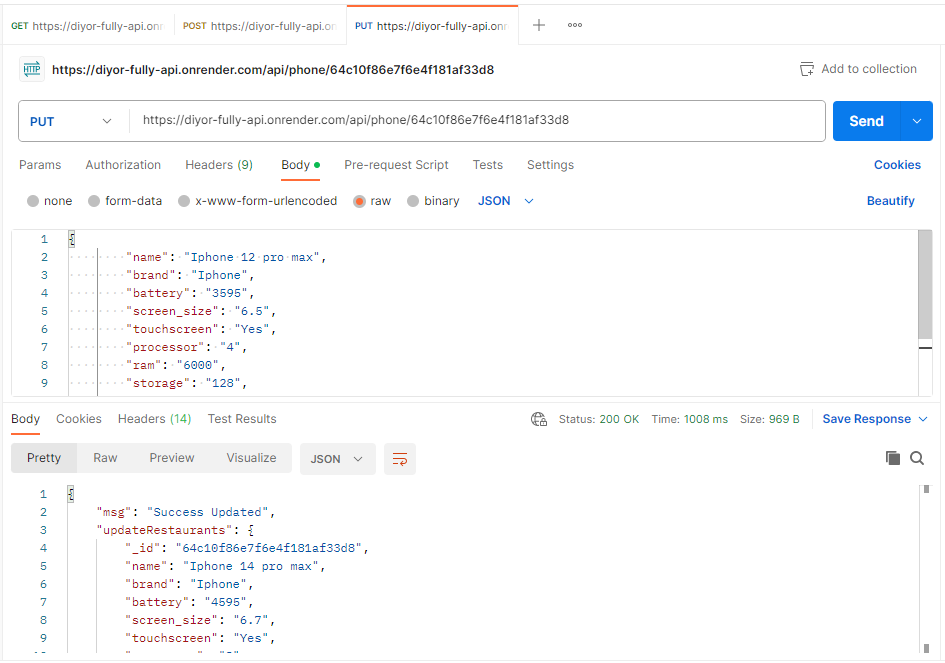 GET https://diyor-fully-api.onr
POST https://diyor-fully-api.on
PUT https://diyor-fully-api.onr
HTTP https://diyor-fully-api.onrender.com/api/phone/64c10f86e7f6e4f181af33d8
Add to collection
PUT https://diyor-fully-api.onrender.com/api/phone/64c10f86e7f6e4f181af33d8
Send
Params Authorization Headers (9) Body Pre-request Script Tests Settings Cookies
none form-data x-www-form-urlencoded raw binary JSON Beautify
1 {
2 "name": "Iphone 12 pro max",
3 "brand": "Iphone",
4 "battery": "3595",
5 "screen_size": "6.5",
6 "touchscreen": "Yes",
7 "processor": "4",
8 "ram": "6000",
9 "storage": "128",
Body Cookies Headers (14) Test Results Status: 200 OK Time: 1008 ms Size: 969 B Save Response
Pretty Raw Preview Visualize JSON
1 {
2 "msg": "Success Updated",
3 "updateRestaurants": {
4 "_id": "64c10f86e7f6e4f181af33d8",
5 "name": "Iphone 14 pro max",
6 "brand": "Iphone",
7 "battery": "4595",
8 "screen_size": "6.7",
9 "touchscreen": "Yes",